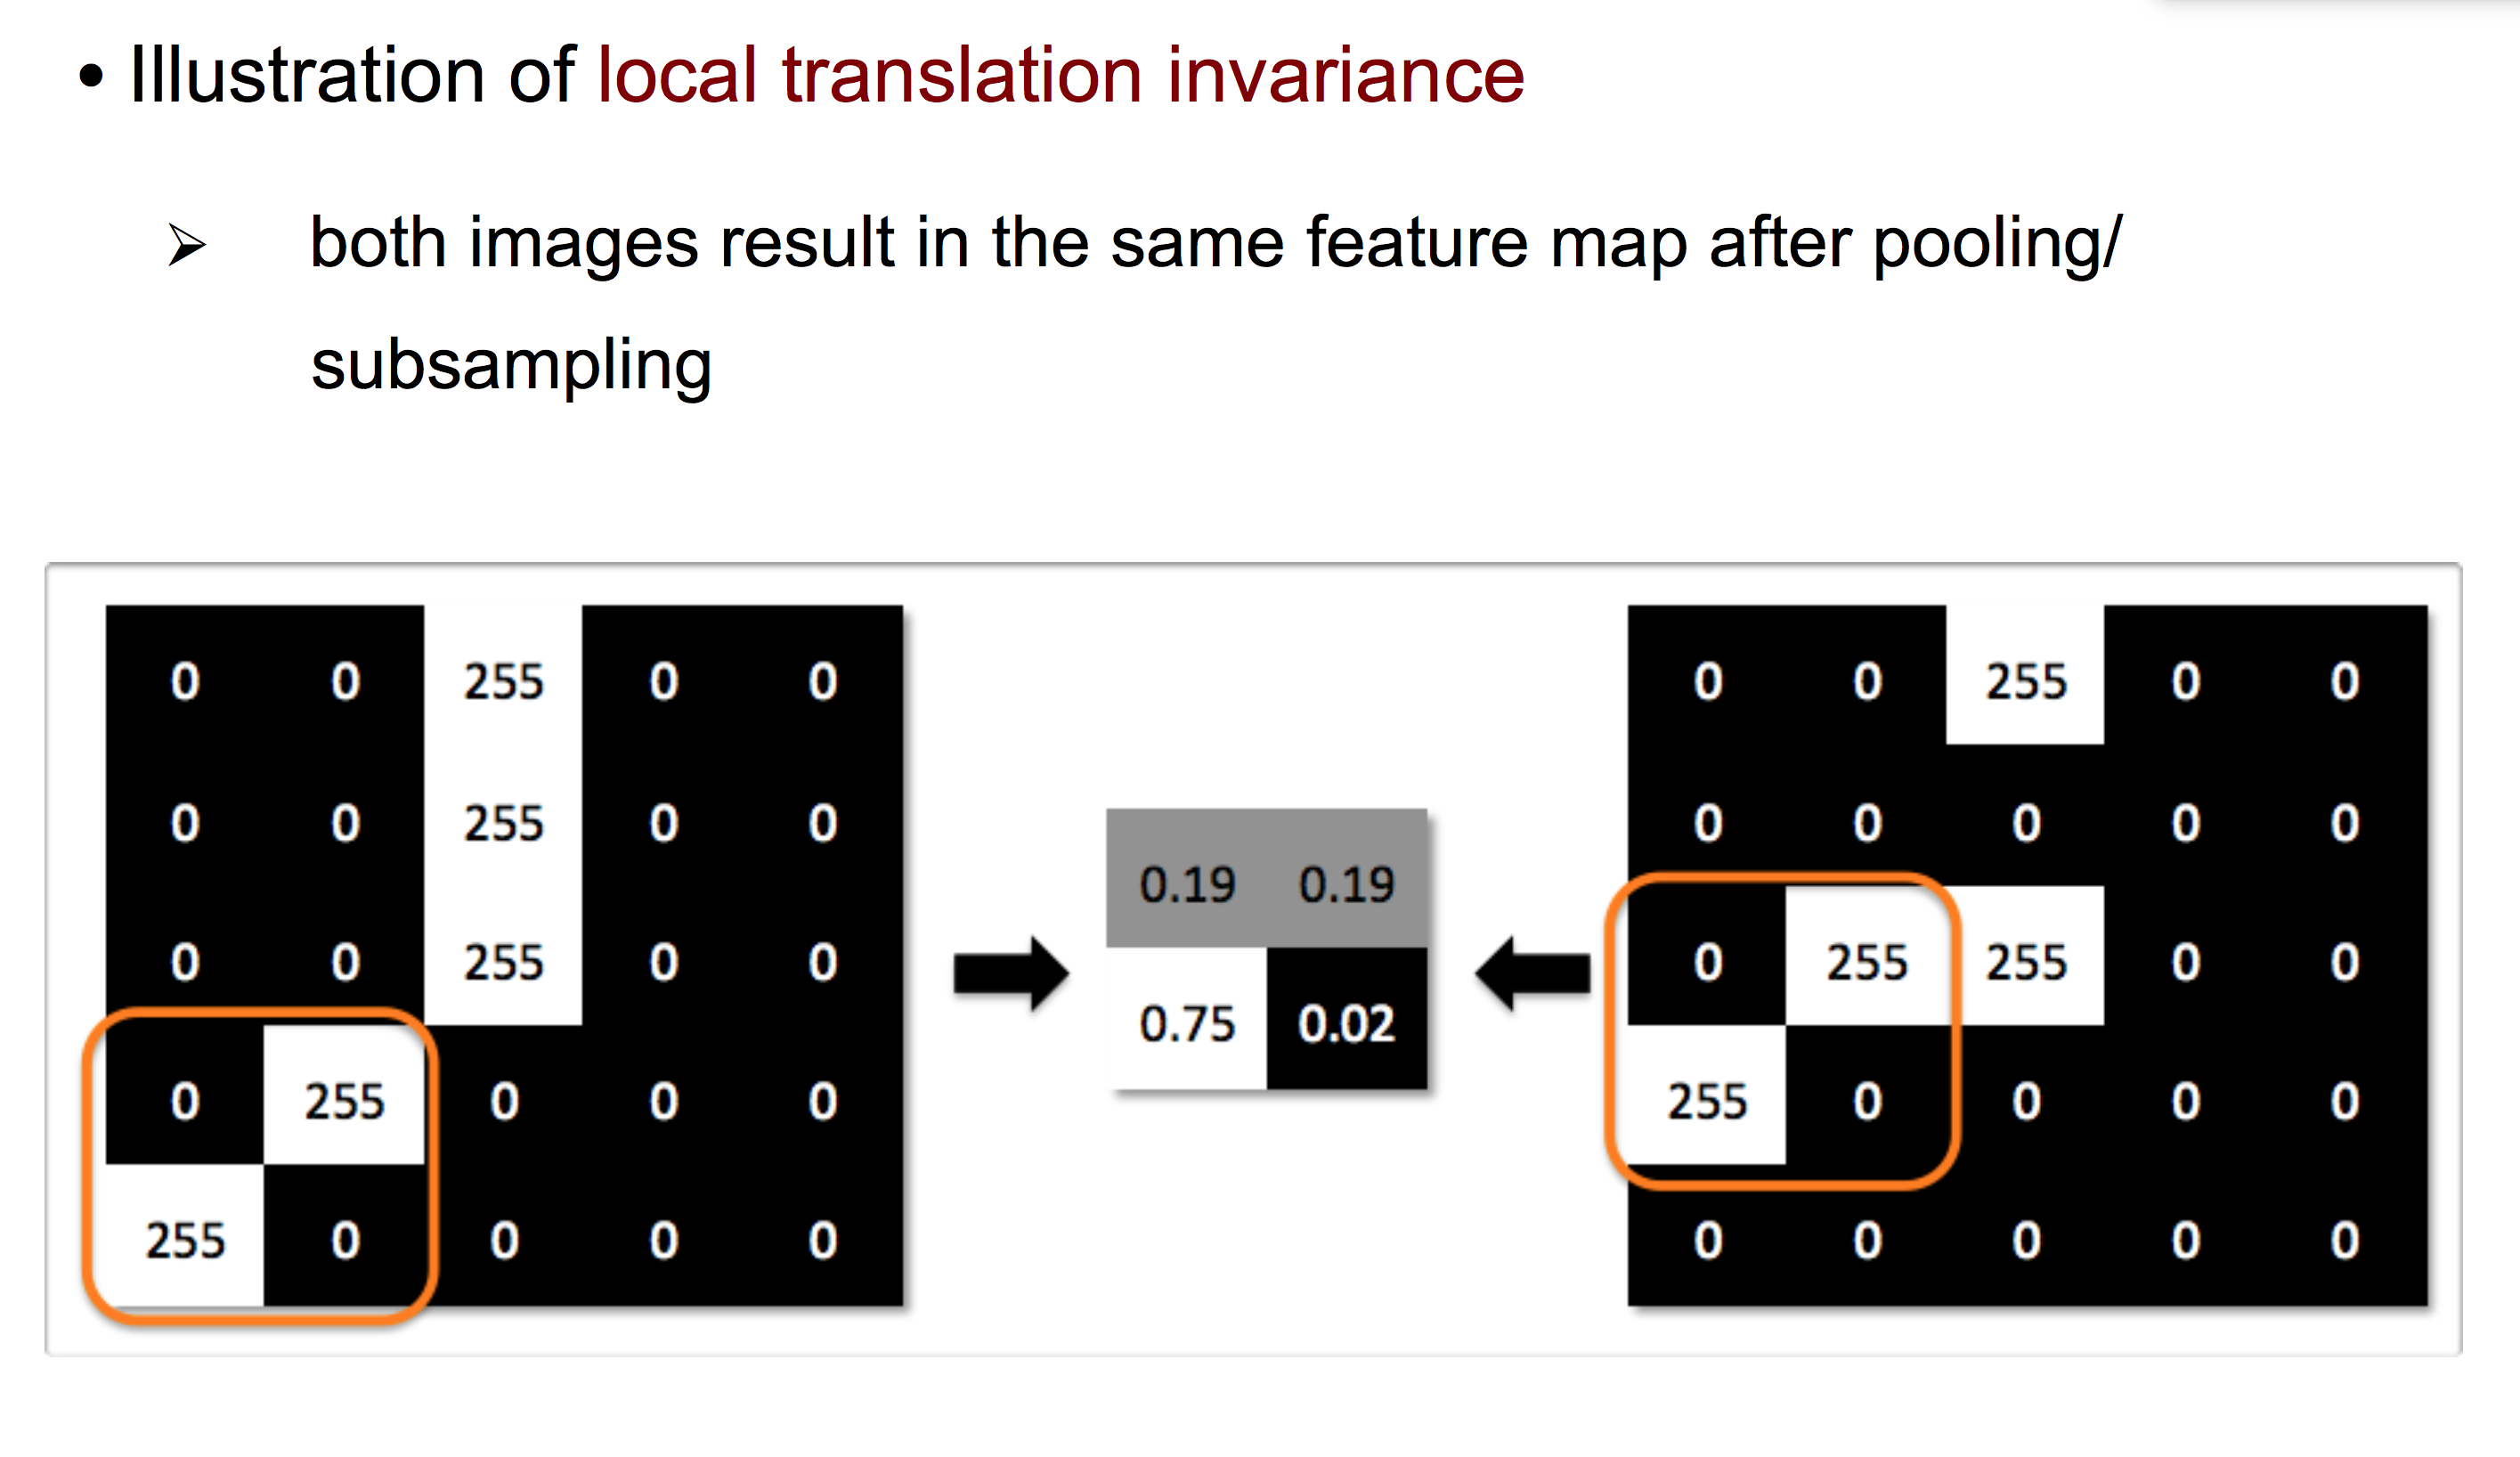 • Illustration of local translation invariance
➢ both images result in the same feature map after pooling/
subsampling
0 0 255 0 0
0 0 255 0 0
0 0 255 0 0
0 255 0 0 0
255 0 0 0 0
0.19 0.19
0.75 0.02
0 0 255 0 0
0 0 0 0 0
0 255 255 0 0
255 0 0 0 0
0 0 0 0 0